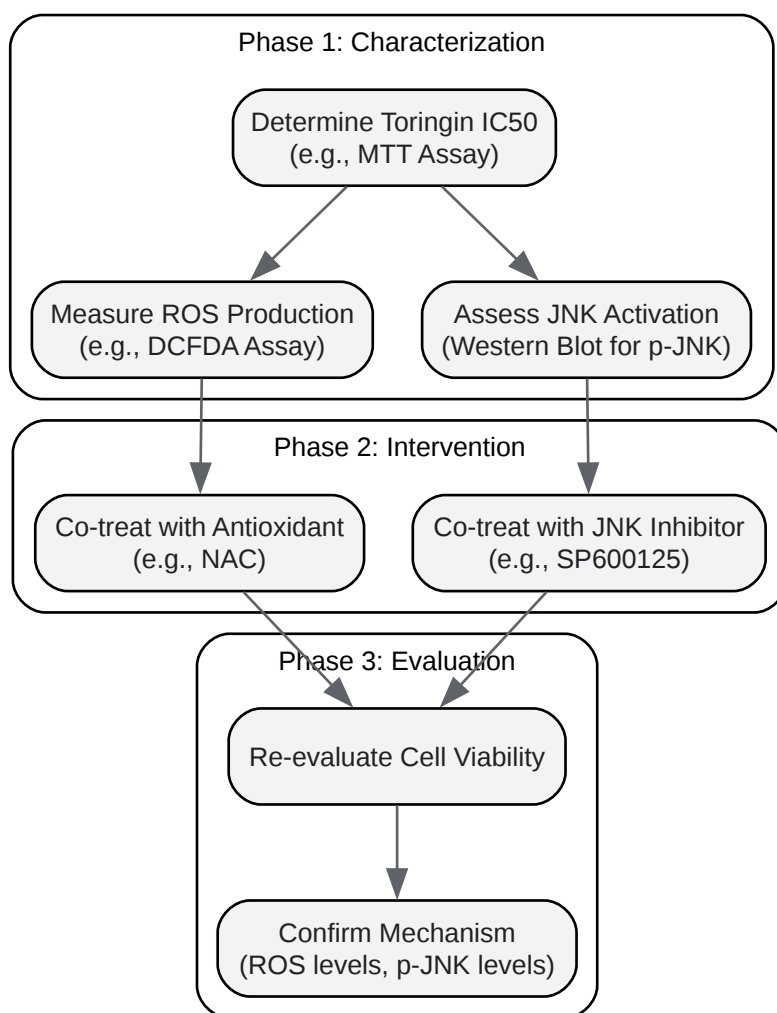 Phase 1: Characterization
Determine Toringin IC50
(e.g., MTT Assay)
Measure ROS Production
(e.g., DCFDA Assay)
Assess JNK Activation
(Western Blot for p-JNK)
Phase 2: Intervention
Co-treat with Antioxidant
(e.g., NAC)
Co-treat with JNK Inhibitor
(e.g., SP600125)
Phase 3: Evaluation
Re-evaluate Cell Viability
Confirm Mechanism
(ROS levels, p-JNK levels)